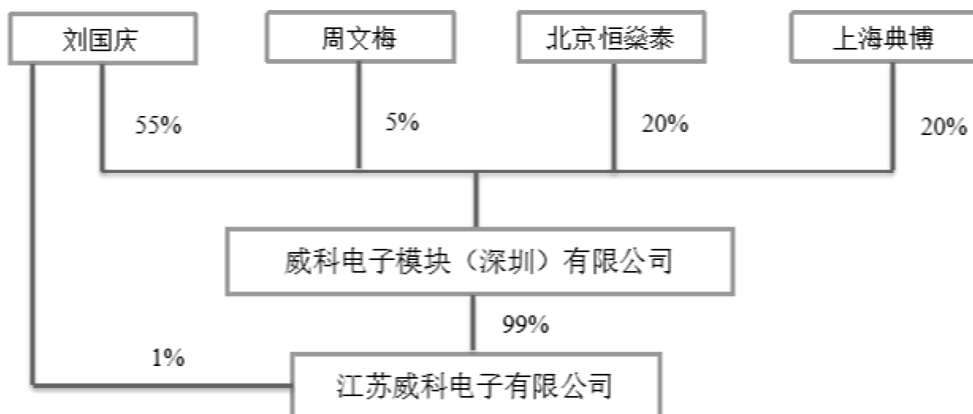 刘国庆
周文梅
北京恒燊泰
上海典博
55%
5%
20%
20%
威科电子模块（深圳）有限公司
99%
1%
江苏威科电子有限公司